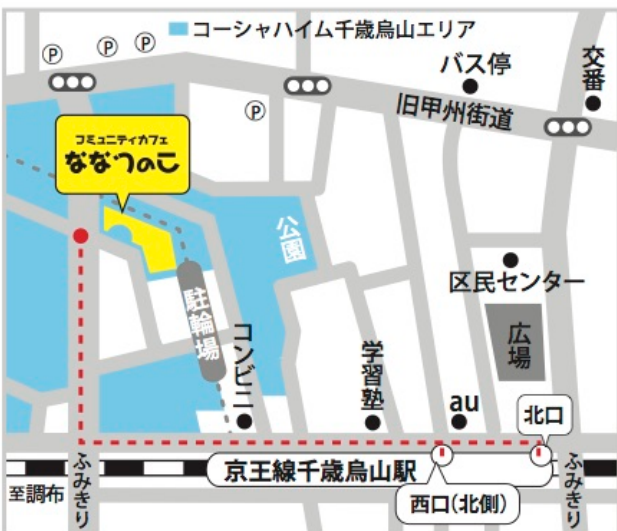 コーシャハイム千歳烏山エリア
Ⓟ
Ⓟ
Ⓟ
Ⓟ
バス停
交番
旧甲州街道
コミュニティカフェ
ななつのこ
公園
区民センター
広場
駐輪場
コンビニ
学習塾
au
北口
京王線千歳烏山駅
西口(北側)
ふみきり
ふみきり
至調布